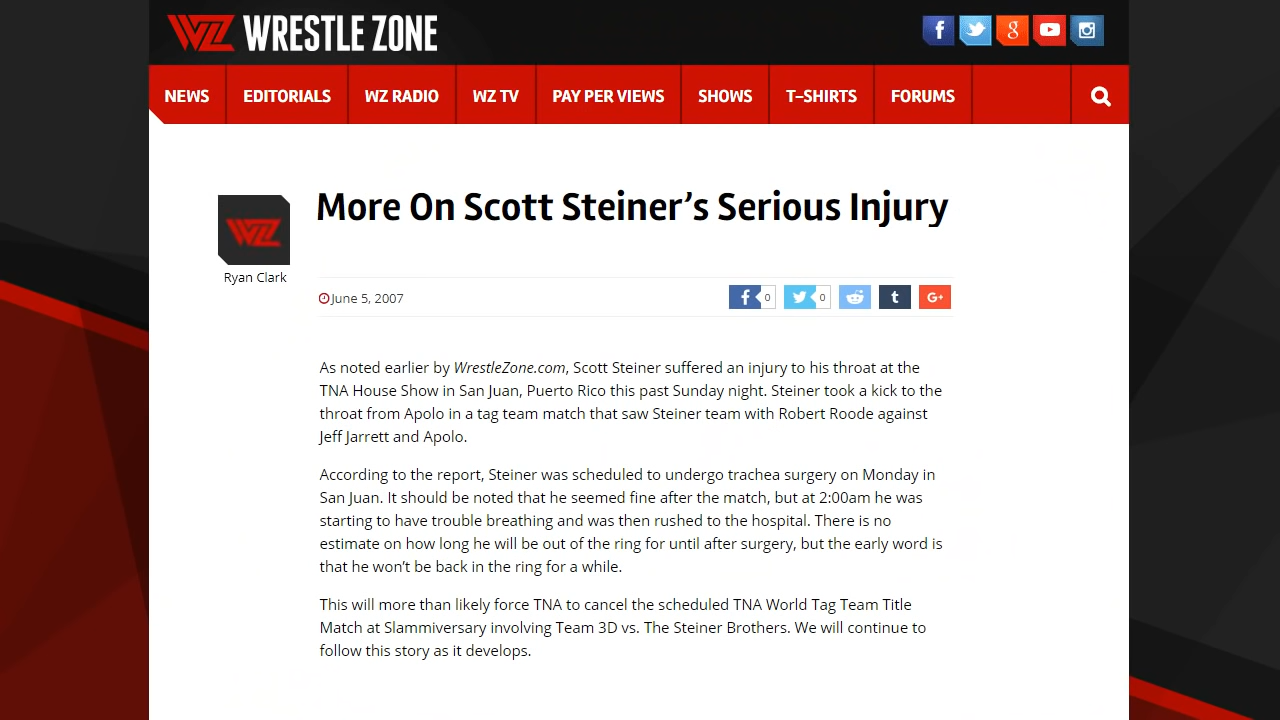 WZ WRESTLE ZONE
NEWS EDITORIALS WZ RADIO WZ TV PAY PER VIEWS SHOWS T-SHIRTS FORUMS
More On Scott Steiner’s Serious Injury
WZ
Ryan Clark
June 5, 2007
0 0 G+
As noted earlier by WrestleZone.com, Scott Steiner suffered an injury to his throat at the
TNA House Show in San Juan, Puerto Rico this past Sunday night. Steiner took a kick to the
throat from Apolo in a tag team match that saw Steiner team with Robert Roode against
Jeff Jarrett and Apolo.
According to the report, Steiner was scheduled to undergo trachea surgery on Monday in
San Juan. It should be noted that he seemed fine after the match, but at 2:00am he was
starting to have trouble breathing and was then rushed to the hospital. There is no
estimate on how long he will be out of the ring for until after surgery, but the early word is
that he won’t be back in the ring for a while.
This will more than likely force TNA to cancel the scheduled TNA World Tag Team Title
Match at Slammiversary involving Team 3D vs. The Steiner Brothers. We will continue to
follow this story as it develops.